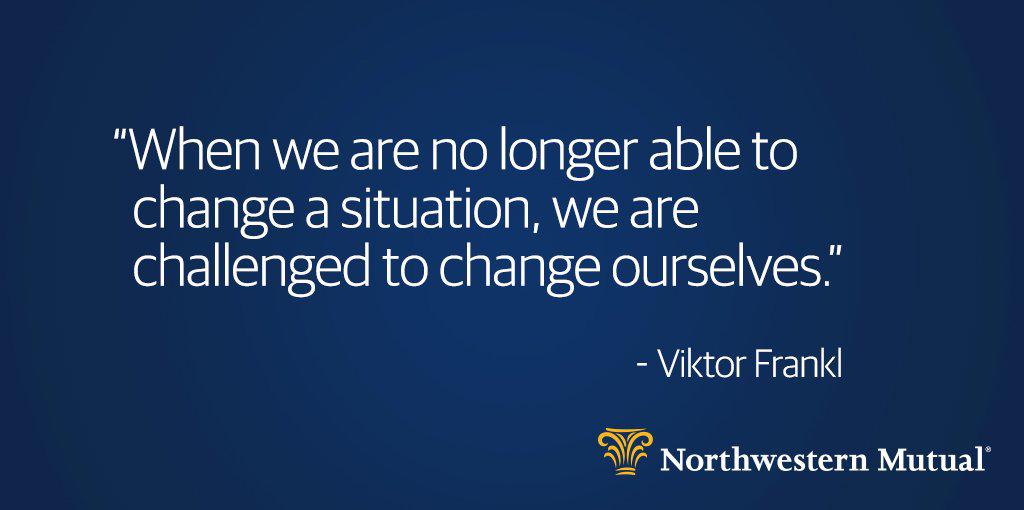 “When we are no longer able to
change a situation, we are
challenged to change ourselves.”
- Viktor Frankl
Northwestern Mutual®